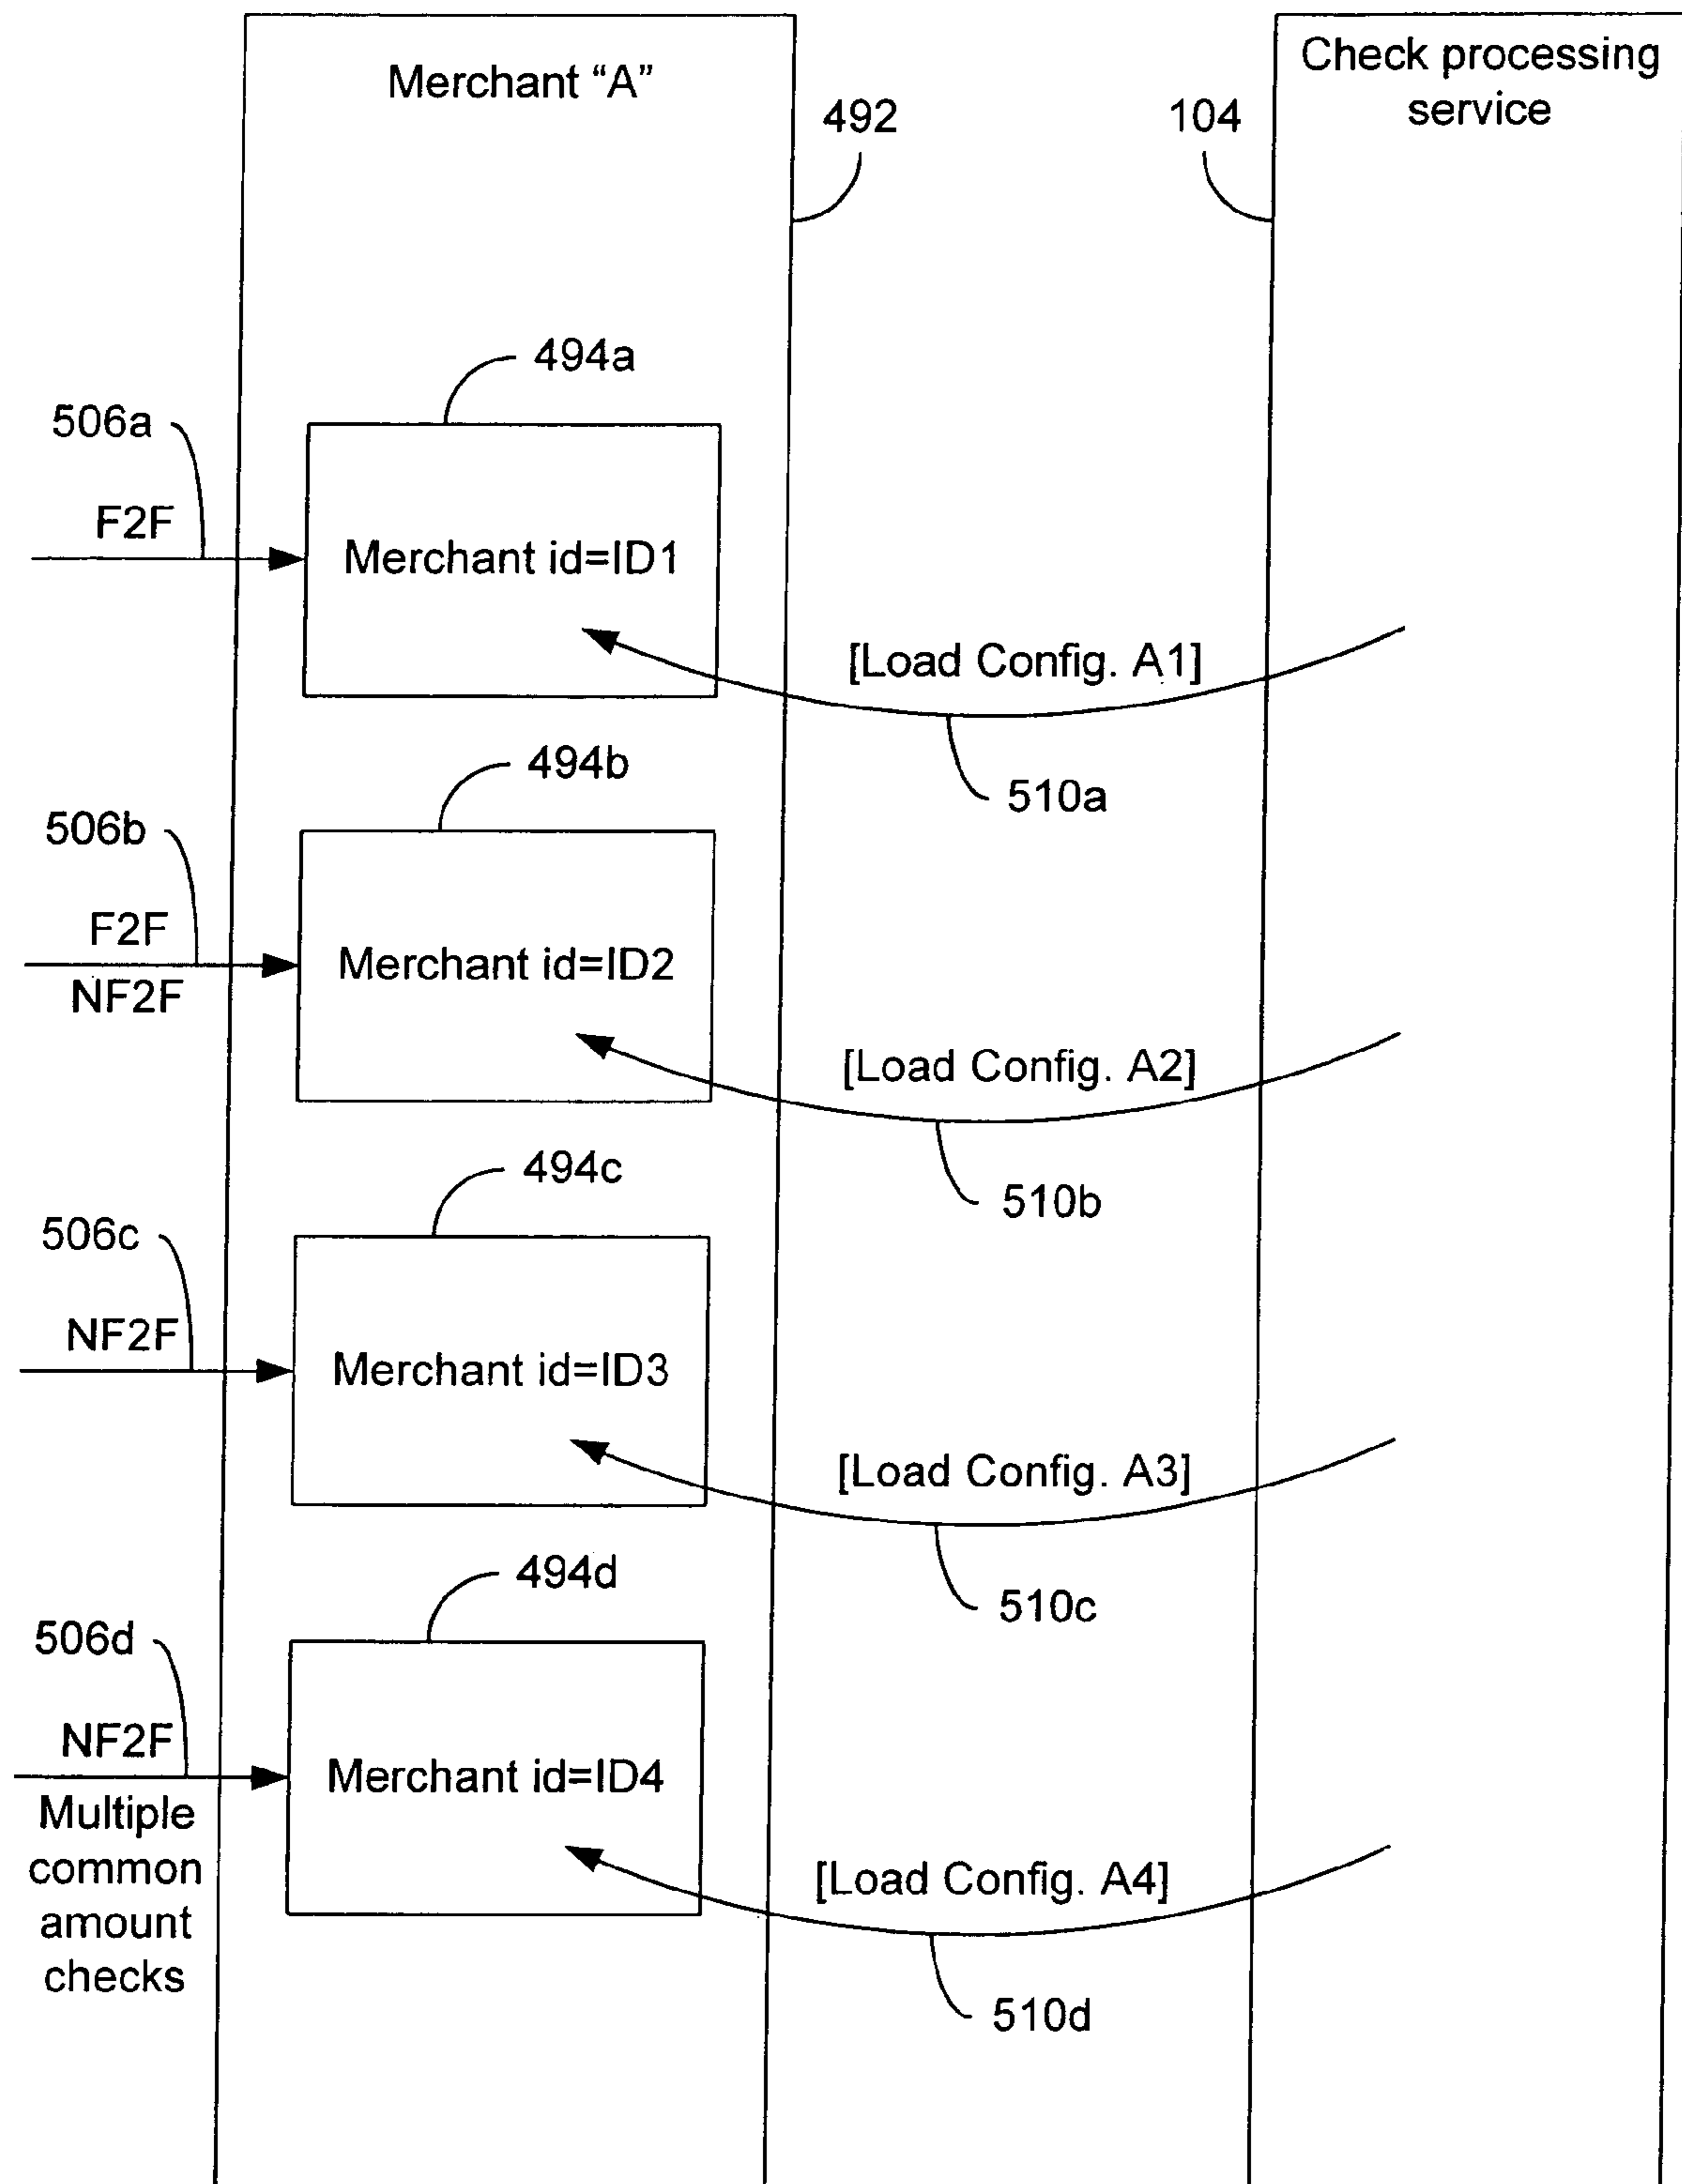 Merchant “A”
Check processing
service
492
104
494a
506a
F2F
Merchant id=ID1
[Load Config. A1]
510a
494b
506b
F2F
NF2F
Merchant id=ID2
[Load Config. A2]
510b
494c
506c
NF2F
Merchant id=ID3
[Load Config. A3]
510c
494d
506d
NF2F
Multiple
common
amount
checks
Merchant id=ID4
[Load Config. A4]
510d